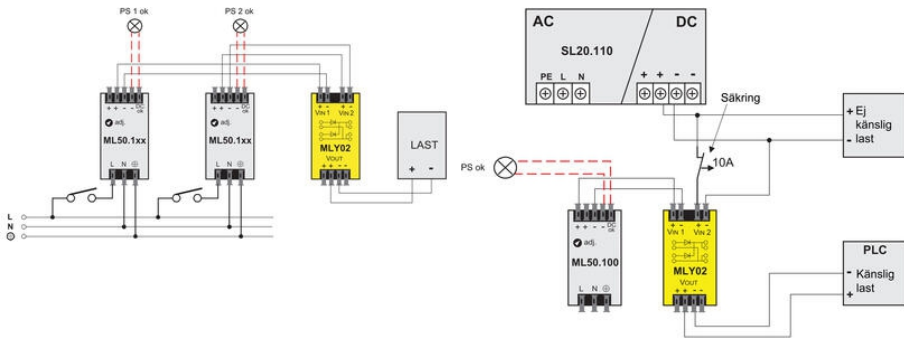 PS 1 ok
PS 2 ok
+ + - - DC ok
adj.
ML50.1xx
L N
+ + - - DC ok
adj.
ML50.1xx
L N
+ - + -
VIN 1 VIN 2
MLY02
VOUT
+ + - -
LAST
+ -
L
N
AC DC
SL20.110
PE L N
+ + - -
Säkring
10A
+ Ej
känslig
- last
PS ok
+ + - - DC ok
adj.
ML50.100
L N
+ - + -
VIN 1 VIN 2
MLY02
VOUT
+ + - -
PLC
- Känslig
+ last